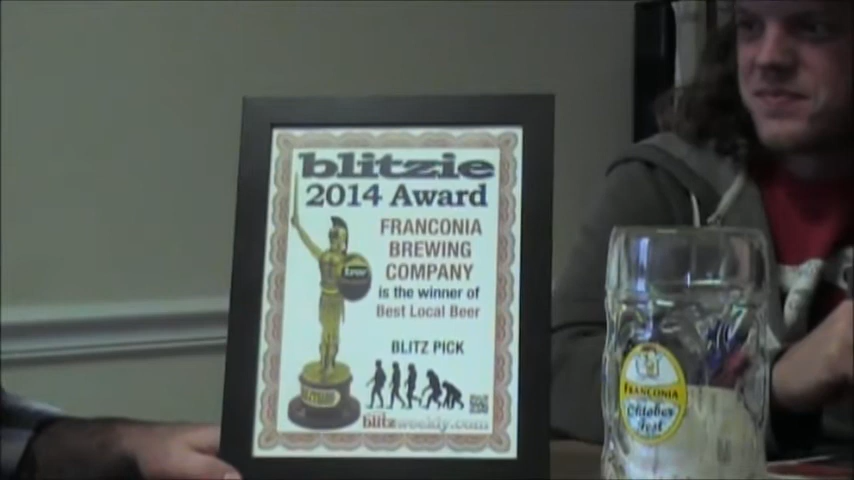 blitzie
2014 Award
FRANCONIA
BREWING
COMPANY
is the winner of
Best Local Beer
BLITZ PICK
blitzweekly.com
FRANCONIA
Oktober
Fest